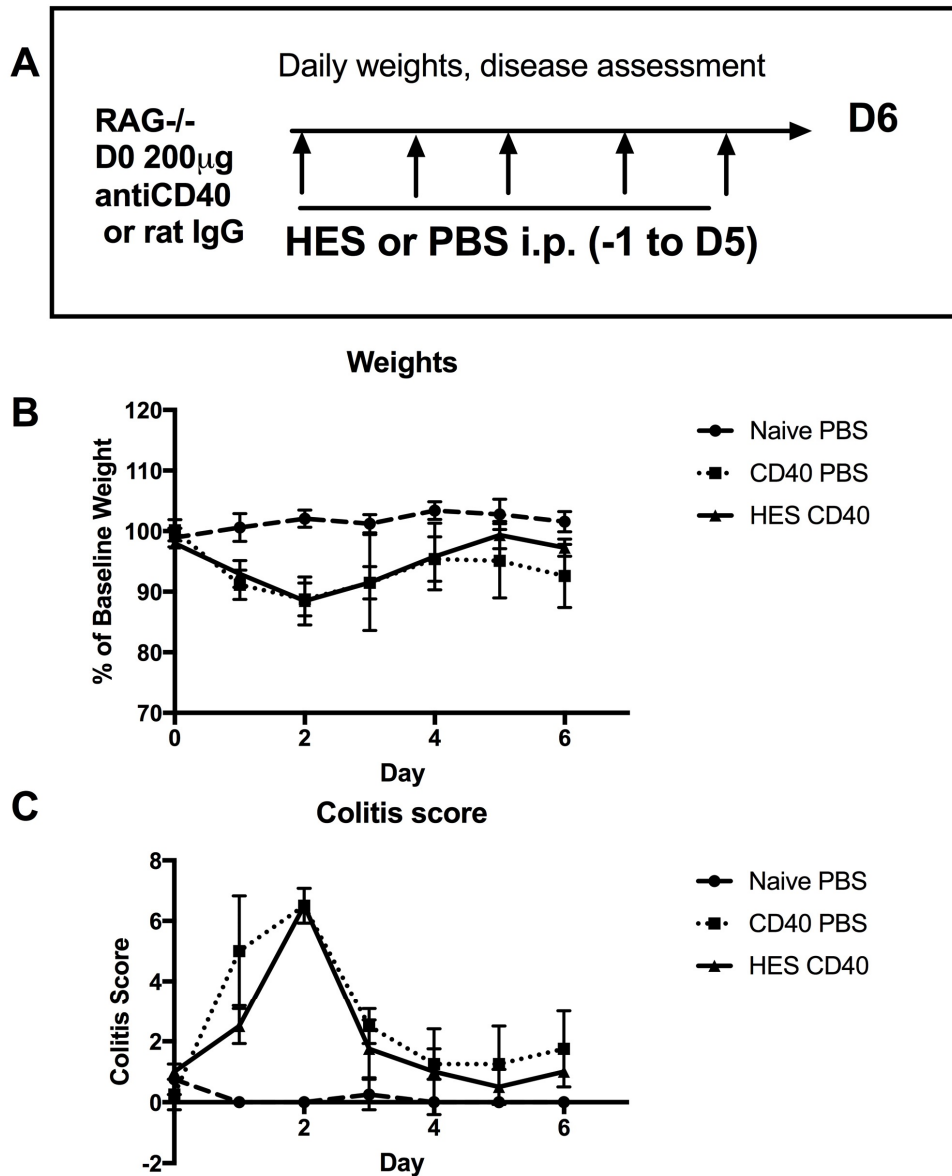 A
Daily weights, disease assessment
RAG-/-
D0 200µg
antiCD40
or rat IgG
D6
HES or PBS i.p. (-1 to D5)
Weights
B
120
110
100
90
80
70
% of Baseline Weight
0
2
4
6
Day
Naive PBS
CD40 PBS
HES CD40
C
Colitis score
8
6
4
2
0
-2
Colitis Score
2
4
6
Day
Naive PBS
CD40 PBS
HES CD40